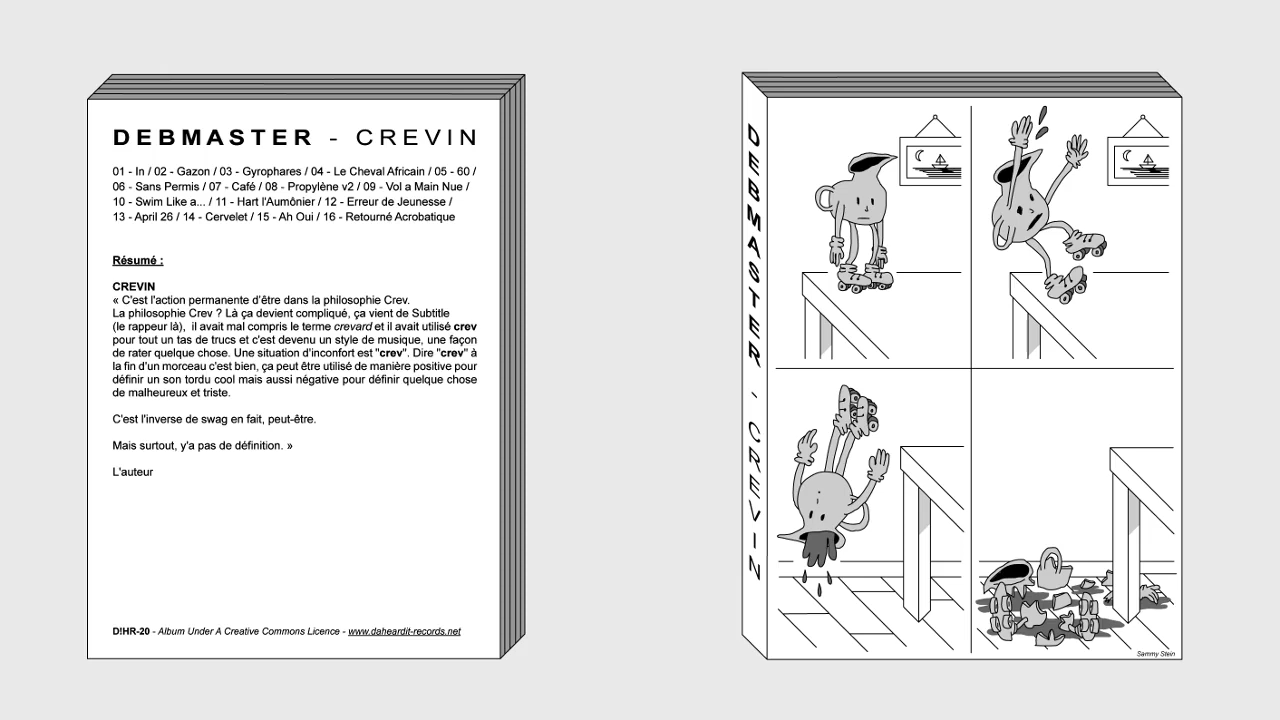 DEBMASTER - CREVIN
01 - In / 02 - Gazon / 03 - Gyrophares / 04 - Le Cheval Africain / 05 - 60 /
06 - Sans Permis / 07 - Café / 08 - Propylène v2 / 09 - Vol a Main Nue /
10 - Swim Like a... / 11 - Hart l'Aumônier / 12 - Erreur de Jeunesse /
13 - April 26 / 14 - Cervelet / 15 - Ah Oui / 16 - Retourné Acrobatique
Résumé :
CREVIN
« C'est l'action permanente d'être dans la philosophie Crev.
La philosophie Crev ? Là ça devient compliqué, ça vient de Subtitle
(le rappeur là), il avait mal compris le terme crevard et il avait utilisé crev
pour tout un tas de trucs et c'est devenu un style de musique, une façon
de rater quelque chose. Une situation d'inconfort est "crev". Dire "crev" à
la fin d'un morceau c'est bien, ça peut être utilisé de manière positive pour
définir un son tordu cool mais aussi négative pour définir quelque chose
de malheureux et triste.
C'est l'inverse de swag en fait, peut-être.
Mais surtout, y'a pas de définition. »
L'auteur
D!HR-20 - Album Under A Creative Commons Licence - www.daheardit-records.net
DEBMASTER - CREVIN
Sammy Stein